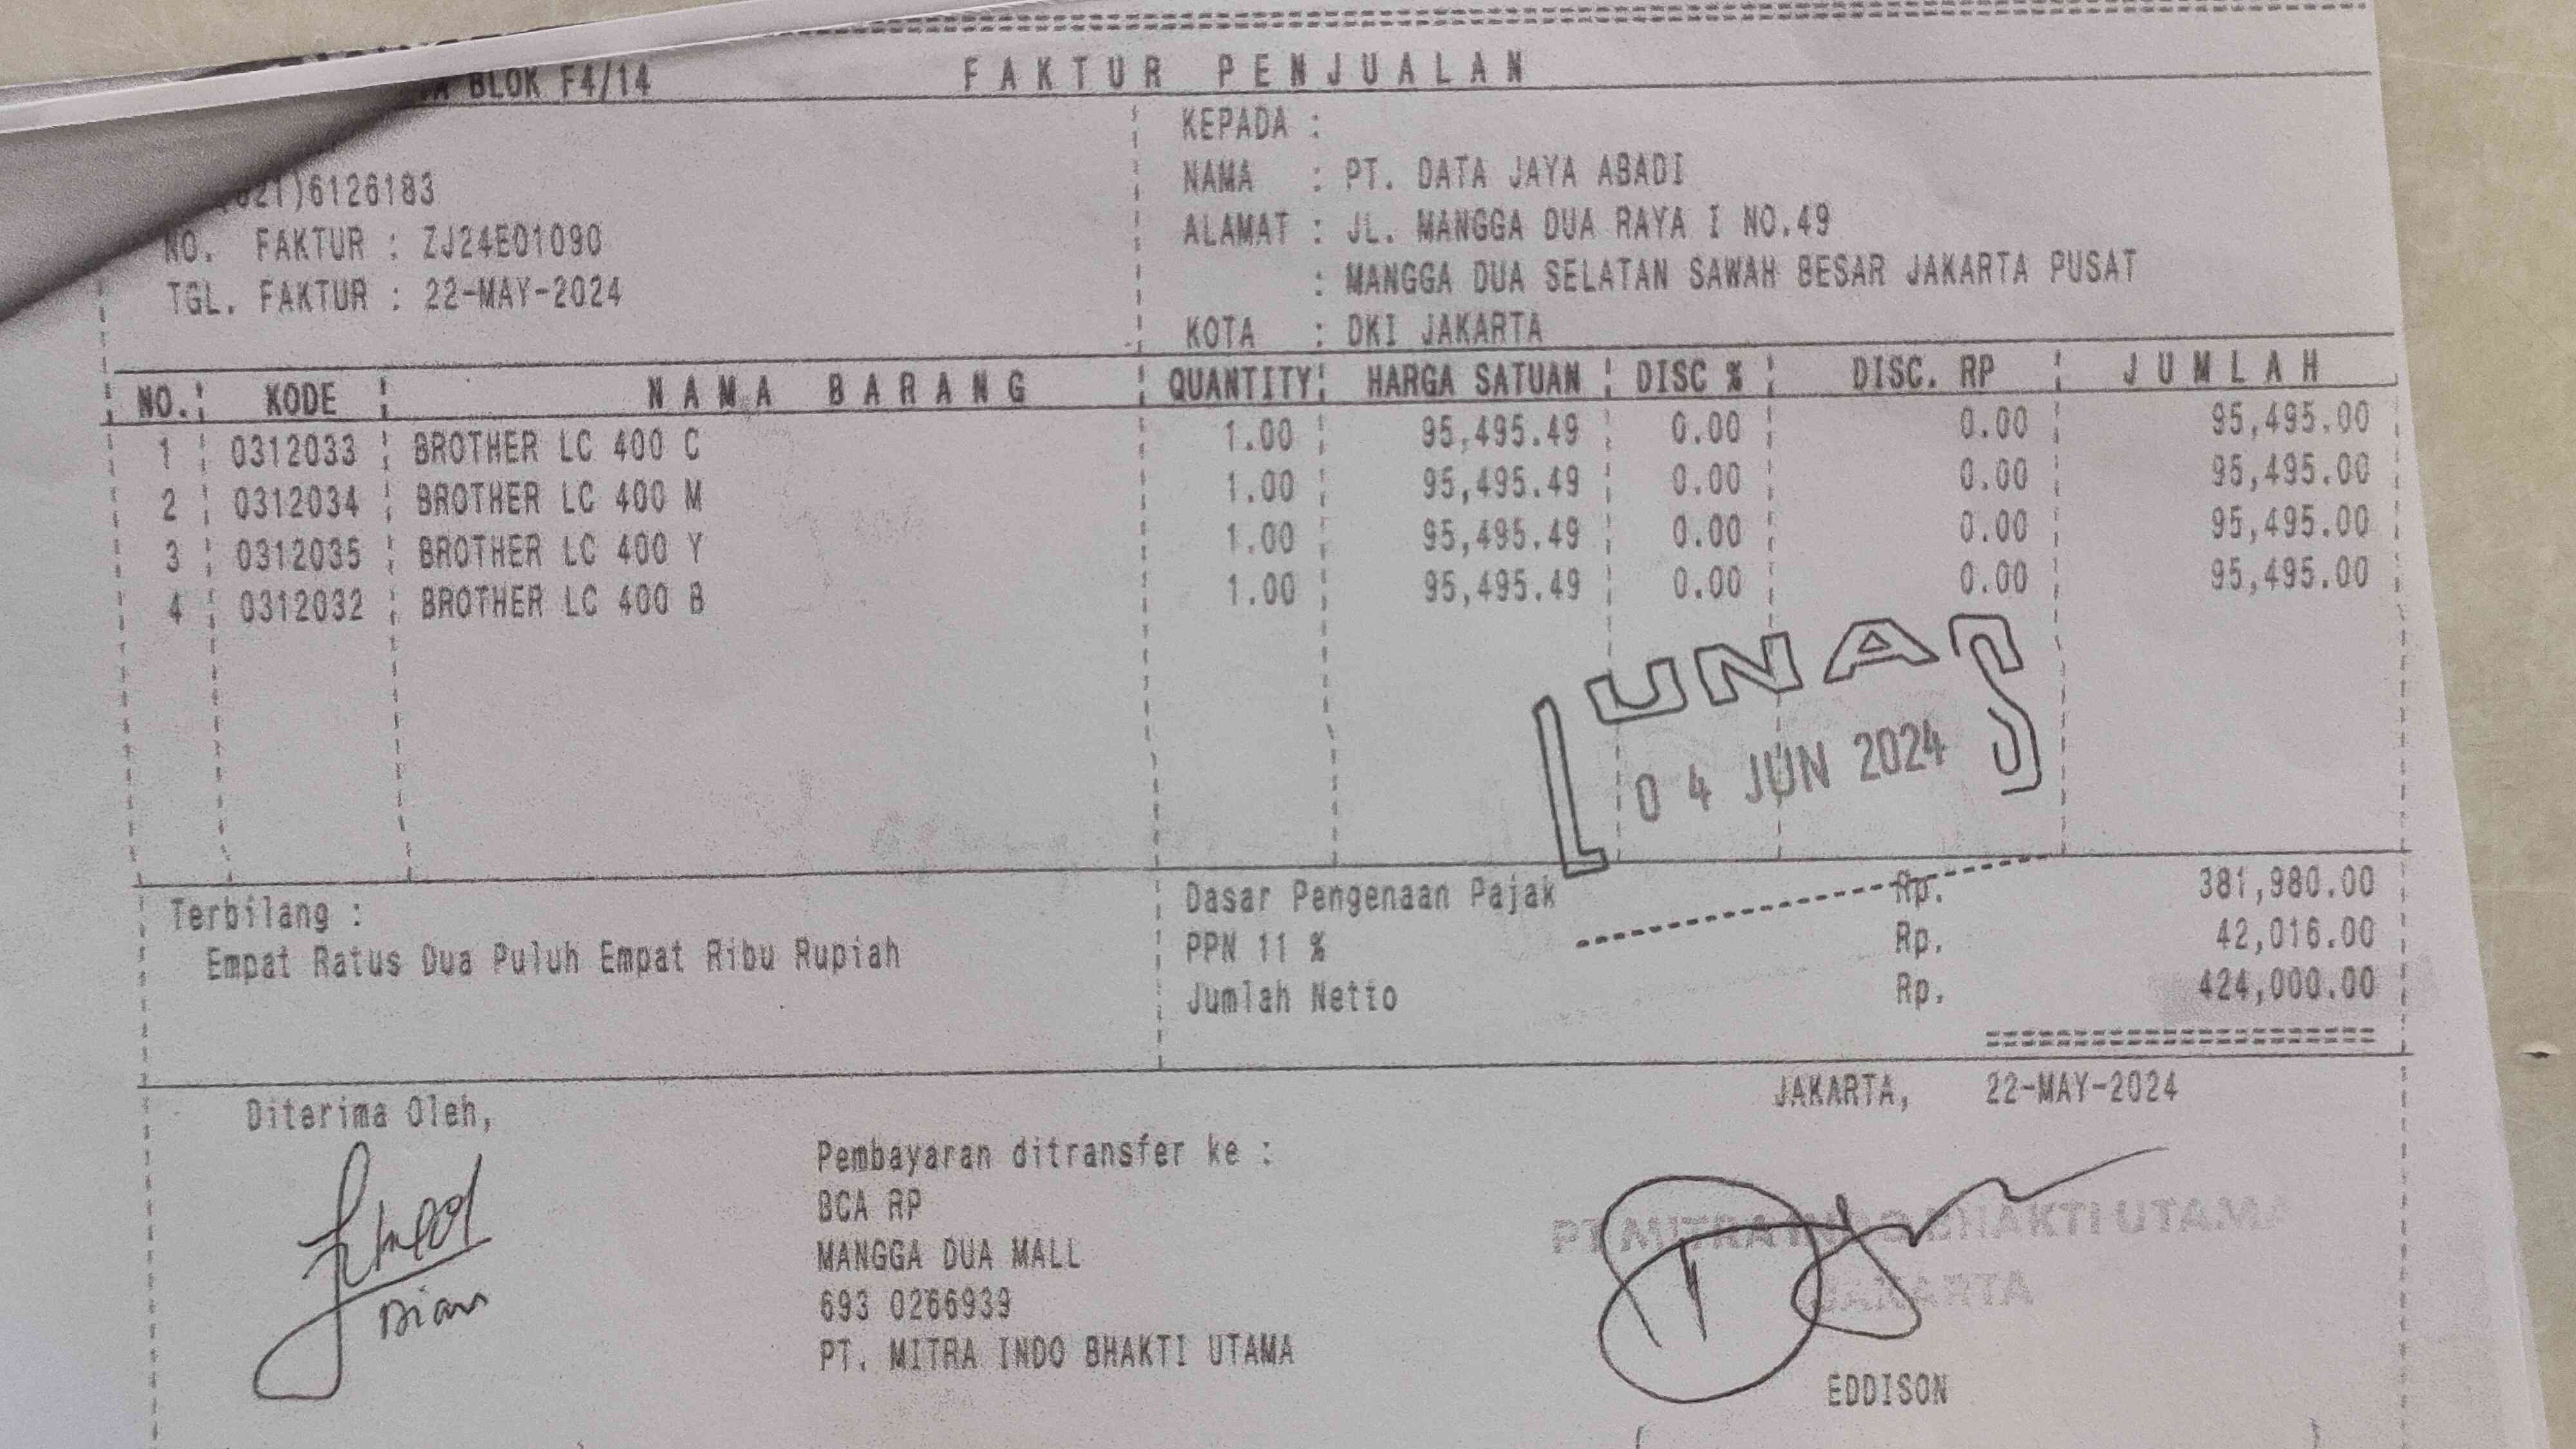 BLOK F4/14
FAKTUR PENJUALAN
6126183
NO. FAKTUR : ZJ24E01090
TGL. FAKTUR : 22-MAY-2024
KEPADA :
NAMA : PT. DATA JAYA ABADI
ALAMAT : JL. MANGGA DUA RAYA I NO.49
: MANGGA DUA SELATAN SAWAH BESAR JAKARTA PUSAT
KOTA : DKI JAKARTA
NO. KODE NAMA BARANG QUANTITY HARGA SATUAN DISC % DISC. RP JUMLAH
1 0312033 BROTHER LC 400 C 1.00 95,495.49 0.00 0.00 95,495.00
2 0312034 BROTHER LC 400 M 1.00 95,495.49 0.00 0.00 95,495.00
3 0312035 BROTHER LC 400 Y 1.00 95,495.49 0.00 0.00 95,495.00
4 0312032 BROTHER LC 400 B 1.00 95,495.49 0.00 0.00 95,495.00
LUNAS
04 JUN 2024
Terbilang :
Empat Ratus Dua Puluh Empat Ribu Rupiah
Dasar Pengenaan Pajak Rp. 381,980.00
PPN 11 % Rp. 42,016.00
Jumlah Netto Rp. 424,000.00
JAKARTA, 22-MAY-2024
Diterima Oleh,
Dian
Pembayaran ditransfer ke :
BCA RP
MANGGA DUA MALL
693 0266939
PT. MITRA INDO BHAKTI UTAMA
PT MITRA INDO BHAKTI UTAMA
JAKARTA
EDDISON